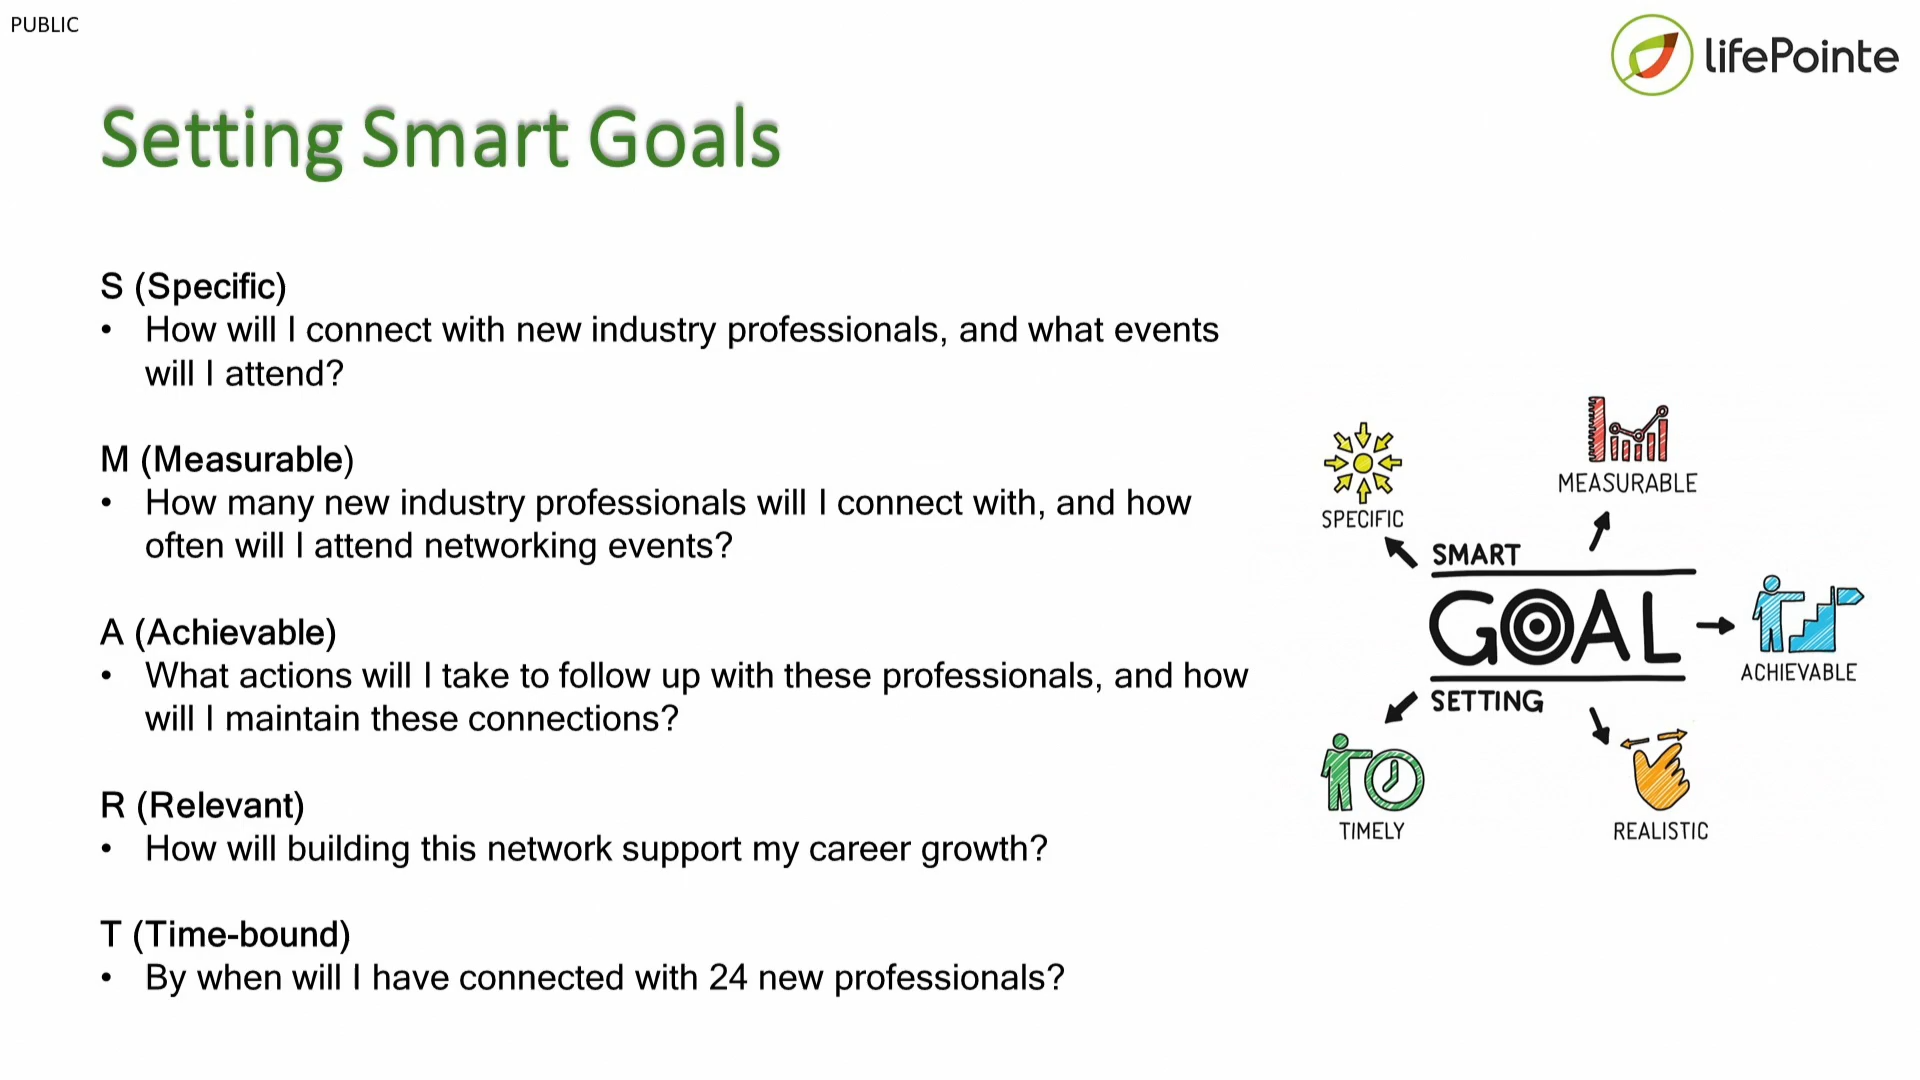 PUBLIC
lifePointe
Setting Smart Goals
S (Specific)
• How will I connect with new industry professionals, and what events
will I attend?
M (Measurable)
• How many new industry professionals will I connect with, and how
often will I attend networking events?
A (Achievable)
• What actions will I take to follow up with these professionals, and how
will I maintain these connections?
R (Relevant)
• How will building this network support my career growth?
T (Time-bound)
• By when will I have connected with 24 new professionals?
SPECIFIC
MEASURABLE
SMART
GOAL
SETTING
ACHIEVABLE
TIMELY
REALISTIC